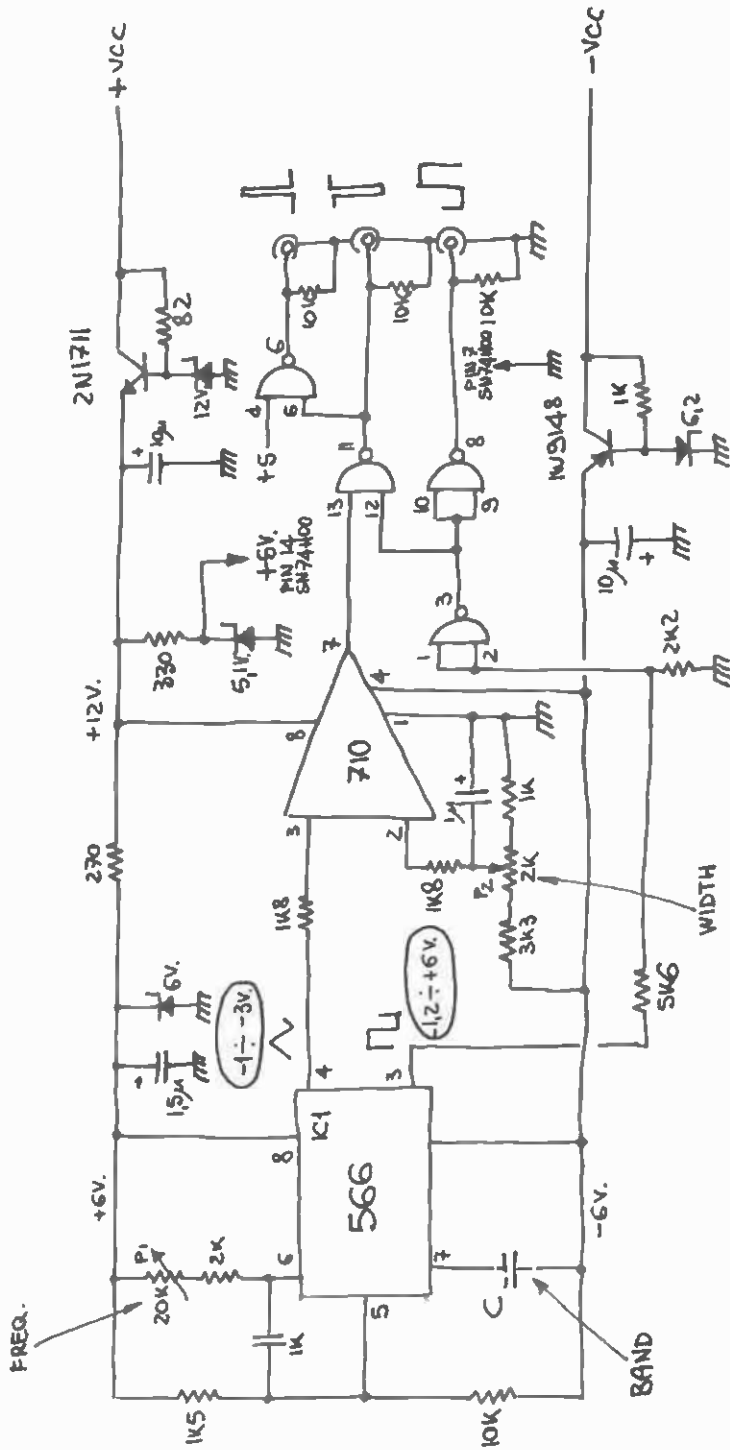 FREQ.
P1
20K
2K
1K5
1K
10K
BAND
C
566
IC1
5
6
7
8
4
3
+6V.
-6V.
1,5µ
+
6V.
-1÷-3V.
-1,2÷+6V.
270
+12V.
1K8
1K8
3
2
8
7
4
1
710
P2
2K
3K3
1K
1µ
+
WIDTH
5K6
2K2
330
5,1V.
PIN 14
SN74H00
+
10µ
12V.
82
2N1711
+VCC
13
12
11
+5
4
6
1
2
3
10
9
8
10K
10K
10K
PIN 7
SN74H00
10µ
+
1W9148
1K
6,2
-VCC